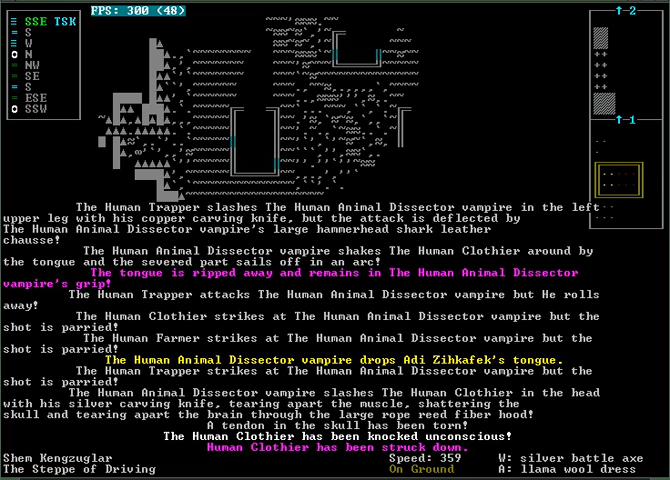 FPS: 300 (48)
SSE TSK
S
W
N
NW
SE
S
ESE
SSW
2
1
The Human Trapper slashes The Human Animal Dissector vampire in the left
upper leg with his copper carving knife, but the attack is deflected by
The Human Animal Dissector vampire's large hammerhead shark leather
chausse!
The Human Animal Dissector vampire shakes The Human Clothier around by
the tongue and the severed part sails off in an arc!
The tongue is ripped away and remains in The Human Animal Dissector
vampire's grip!
The Human Trapper attacks The Human Animal Dissector vampire but He rolls
away!
The Human Clothier strikes at The Human Animal Dissector vampire but the
shot is parried!
The Human Farmer strikes at The Human Animal Dissector vampire but the
shot is parried!
The Human Animal Dissector vampire drops Adi Zihkafek's tongue.
The Human Trapper strikes at The Human Animal Dissector vampire but the
shot is parried!
The Human Animal Dissector vampire slashes The Human Clothier in the head
with his silver carving knife, tearing apart the muscle, shattering the
skull and tearing apart the brain through the large rope reed fiber hood!
A tendon in the skull has been torn!
The Human Clothier has been knocked unconscious!
Human Clothier has been struck down.
Shem Kengzuglar Speed: 359 W: silver battle axe
The Steppe of Driving On Ground A: llama wool dress